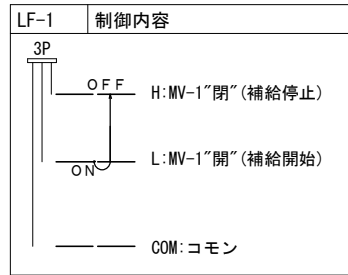 LF-1 制御内容
3P
OFF
H:MV-1″閉″(補給停止)
L:MV-1″開″(補給開始)
ON
COM:コモン